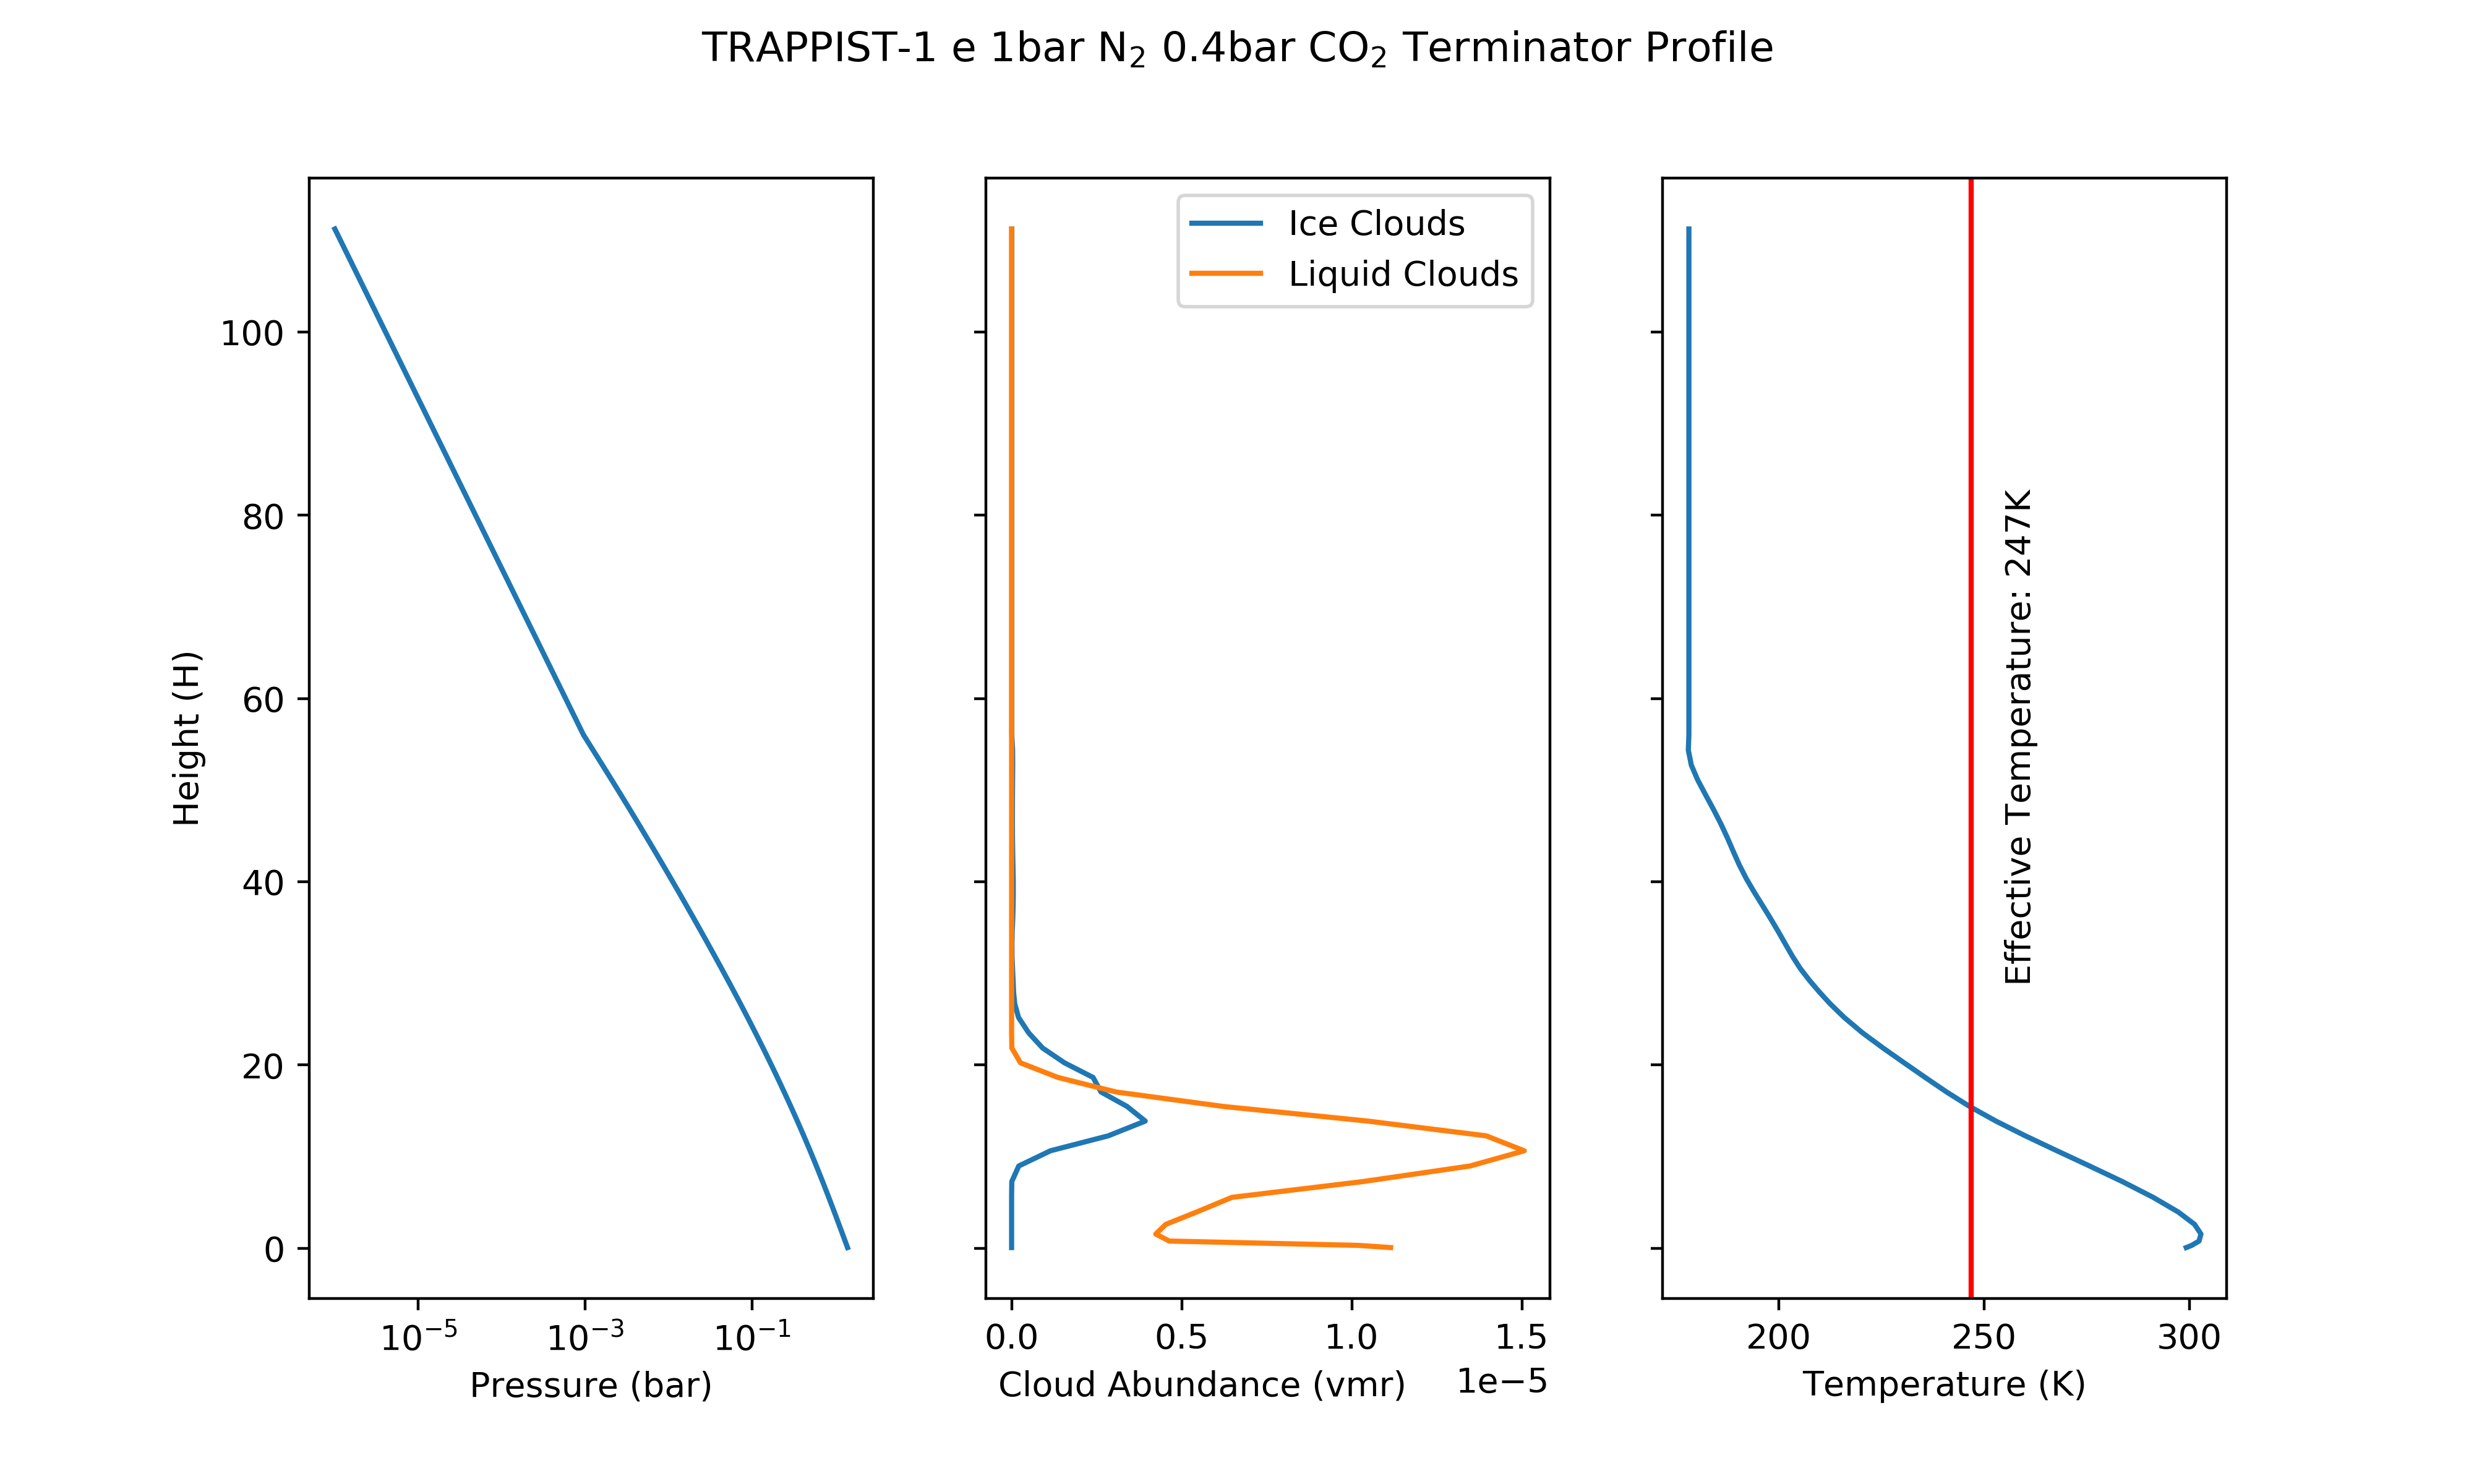 TRAPPIST-1 e 1bar N₂ 0.4bar CO₂ Terminator Profile
Height (H)
100
80
60
40
20
0
10⁻⁵ 10⁻³ 10⁻¹
Pressure (bar)
Ice Clouds
Liquid Clouds
0.0 0.5 1.0 1.5
1e−5
Cloud Abundance (vmr)
Effective Temperature: 247K
200 250 300
Temperature (K)